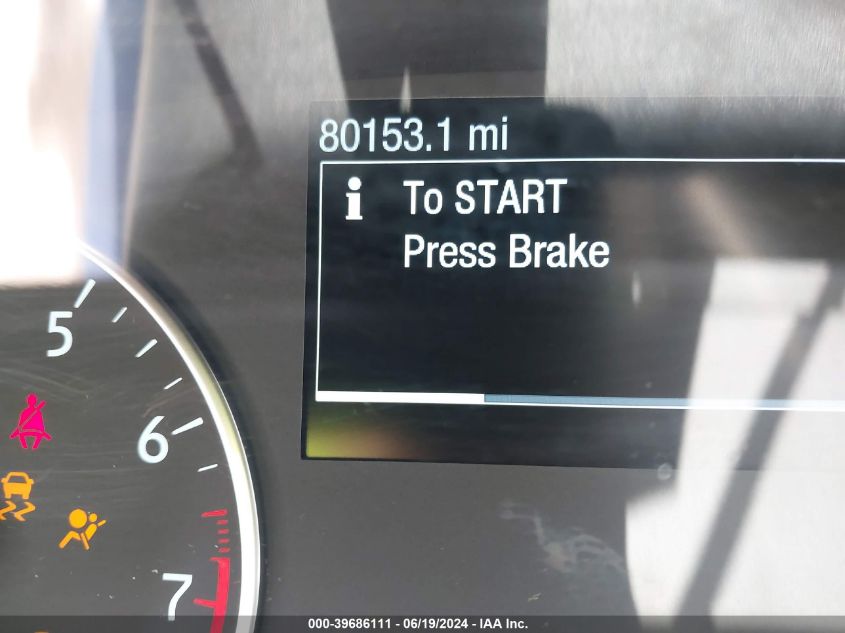 80153.1 mi
i To START
Press Brake
5
6
7
000-39686111 - 06/19/2024 - IAA Inc.